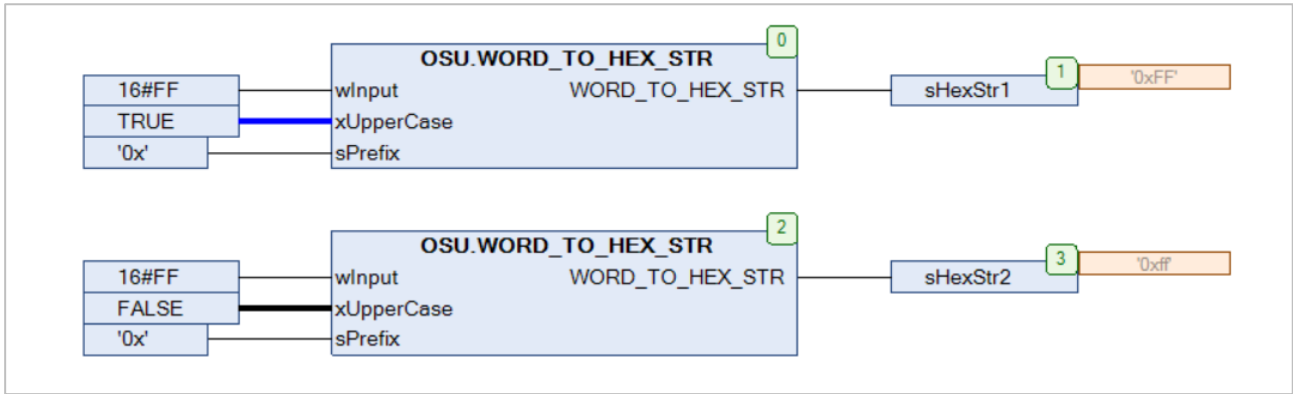 0
OSU.WORD_TO_HEX_STR
16#FF wInput WORD_TO_HEX_STR sHexStr1 1 '0xFF'
TRUE xUpperCase
'0x' sPrefix
2
OSU.WORD_TO_HEX_STR
16#FF wInput WORD_TO_HEX_STR sHexStr2 3 '0xff'
FALSE xUpperCase
'0x' sPrefix